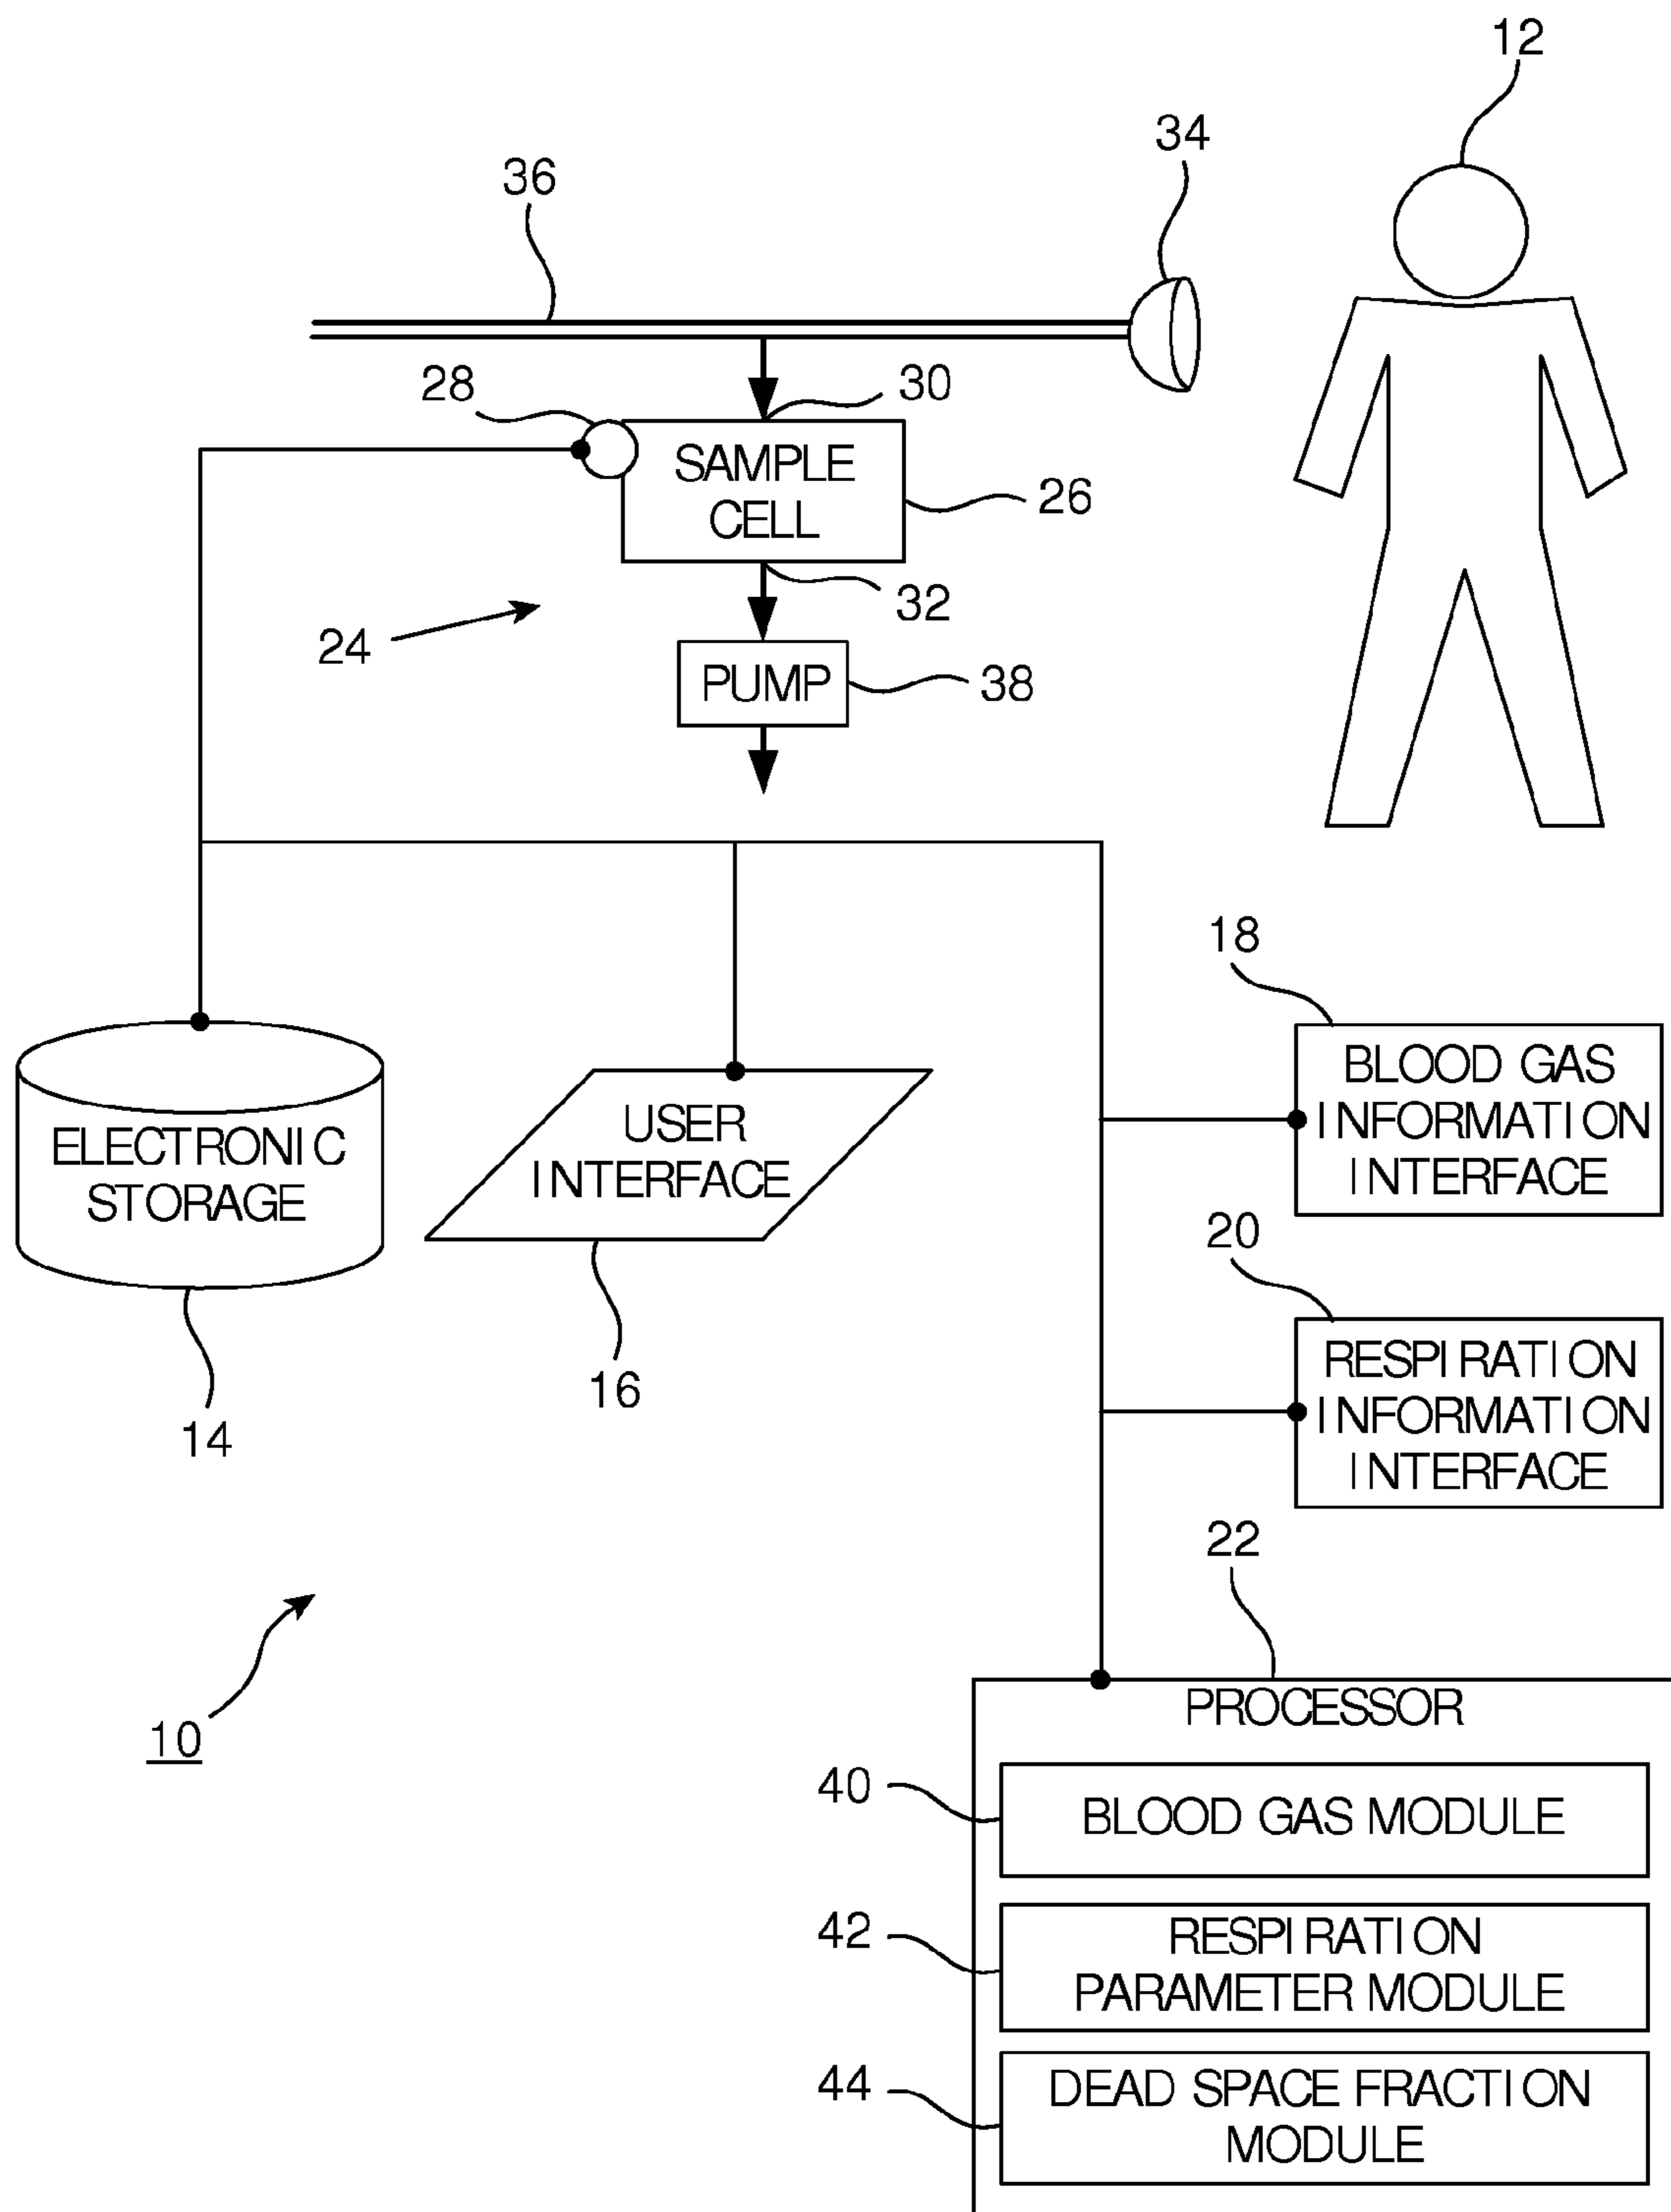 12
34
36
28
30
SAMPLE
CELL
26
32
24
PUMP
38
18
BLOOD GAS
INFORMATION
INTERFACE
ELECTRONIC
STORAGE
USER
INTERFACE
14
16
20
RESPIRATION
INFORMATION
INTERFACE
22
PROCESSOR
10
40
BLOOD GAS MODULE
42
RESPIRATION
PARAMETER MODULE
44
DEAD SPACE FRACTION
MODULE